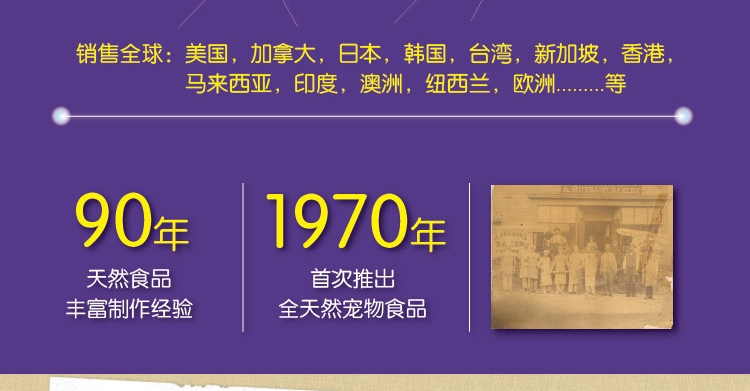 销售全球：美国，加拿大，日本，韩国，台湾，新加坡，香港，
马来西亚，印度，澳洲，纽西兰，欧洲.........等
90年
天然食品
丰富制作经验
1970年
首次推出
全天然宠物食品
A. HUBBARD BAKERY